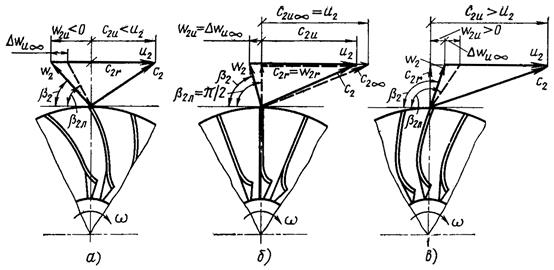 w₂ᵤ<0
c₂ᵤ<u₂
Δwᵤ∞
u₂
w₂
c₂ᵣ
c₂
β₂
β₂л
ω
а)
c₂ᵤ∞=u₂
w₂ᵤ=Δwᵤ∞
c₂ᵤ
u₂
w₂
β₂
c₂ᵣ=w₂ᵣ
c₂∞
c₂
β₂л=π/2
ω
б)
c₂ᵤ>u₂
w₂ᵤ>0
Δwᵤ∞
w₂
u₂
c₂ᵣ
c₂
β₂
β₂л
ω
в)